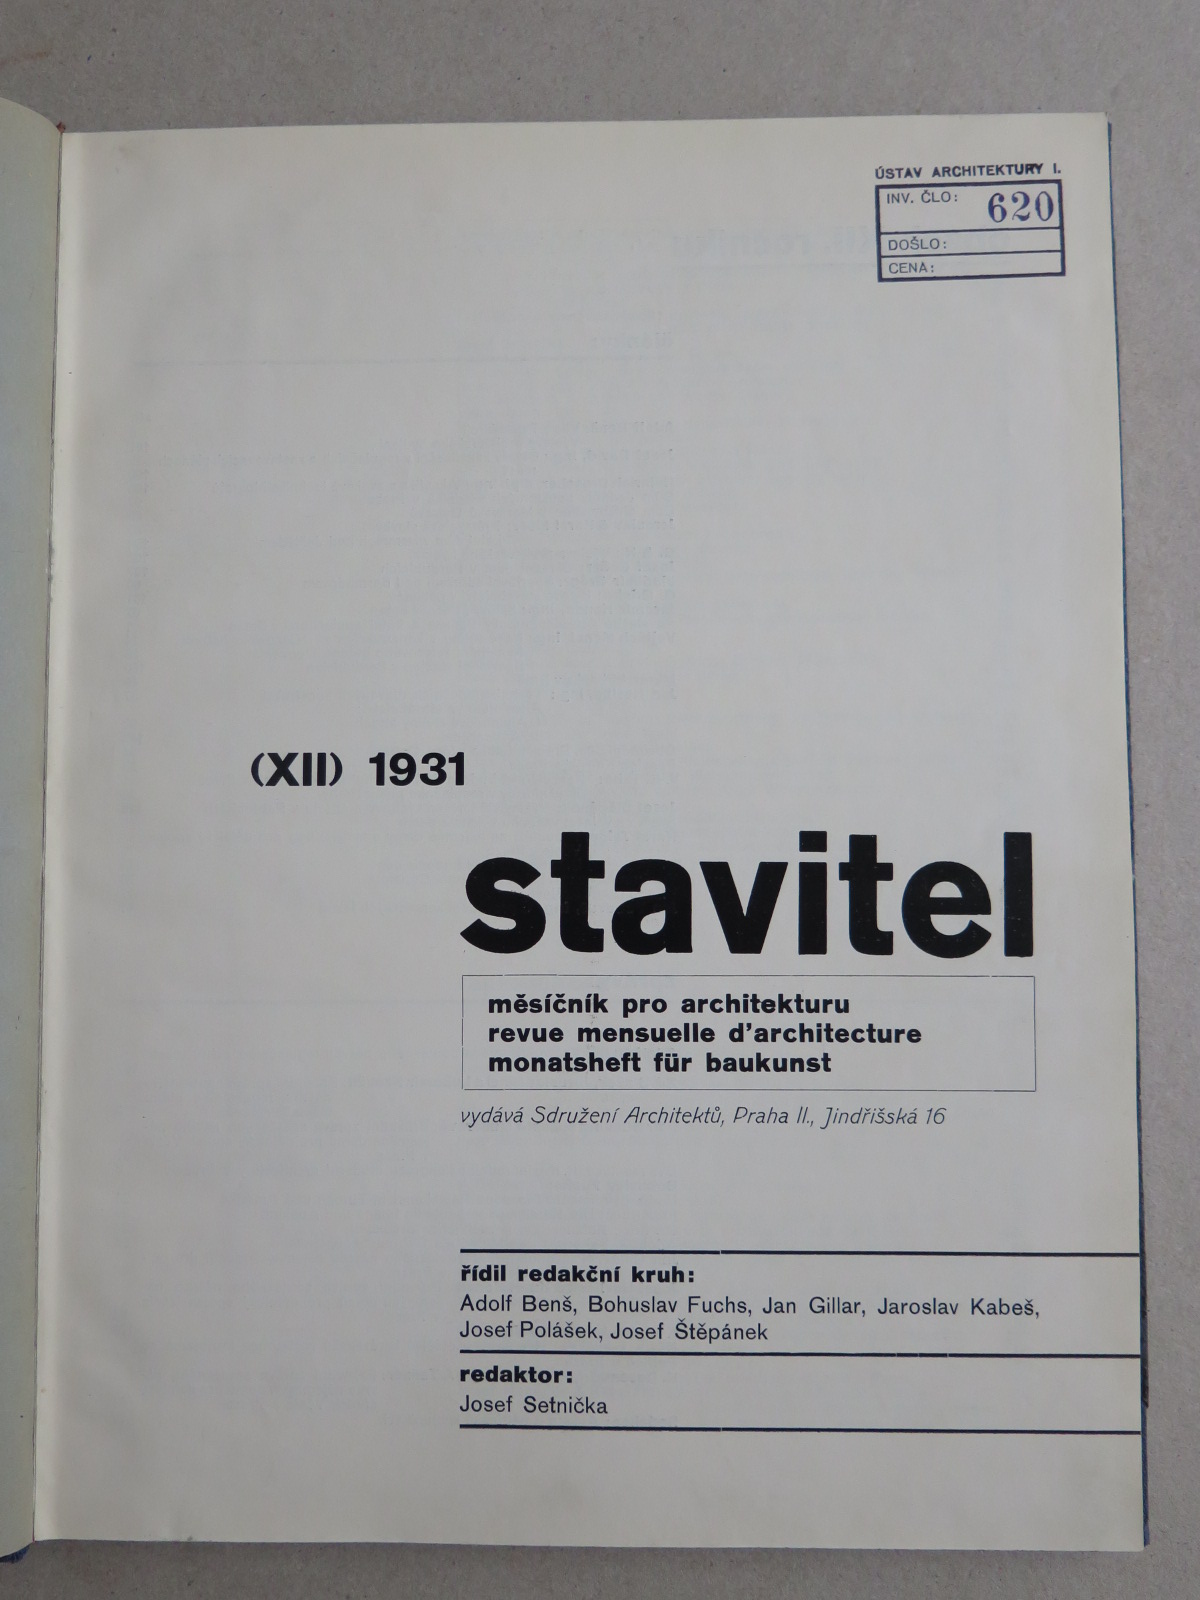 ÚSTAV ARCHITEKTURY I.
INV. ČLO: 620
DOŠLO:
CENA:
(XII) 1931
stavitel
měsíčník pro architekturu
revue mensuelle d'architecture
monatsheft für baukunst
vydává Sdružení Architektů, Praha II., Jindřišská 16
řídil redakční kruh:
Adolf Benš, Bohuslav Fuchs, Jan Gillar, Jaroslav Kabeš,
Josef Polášek, Josef Štěpánek
redaktor:
Josef Setnička